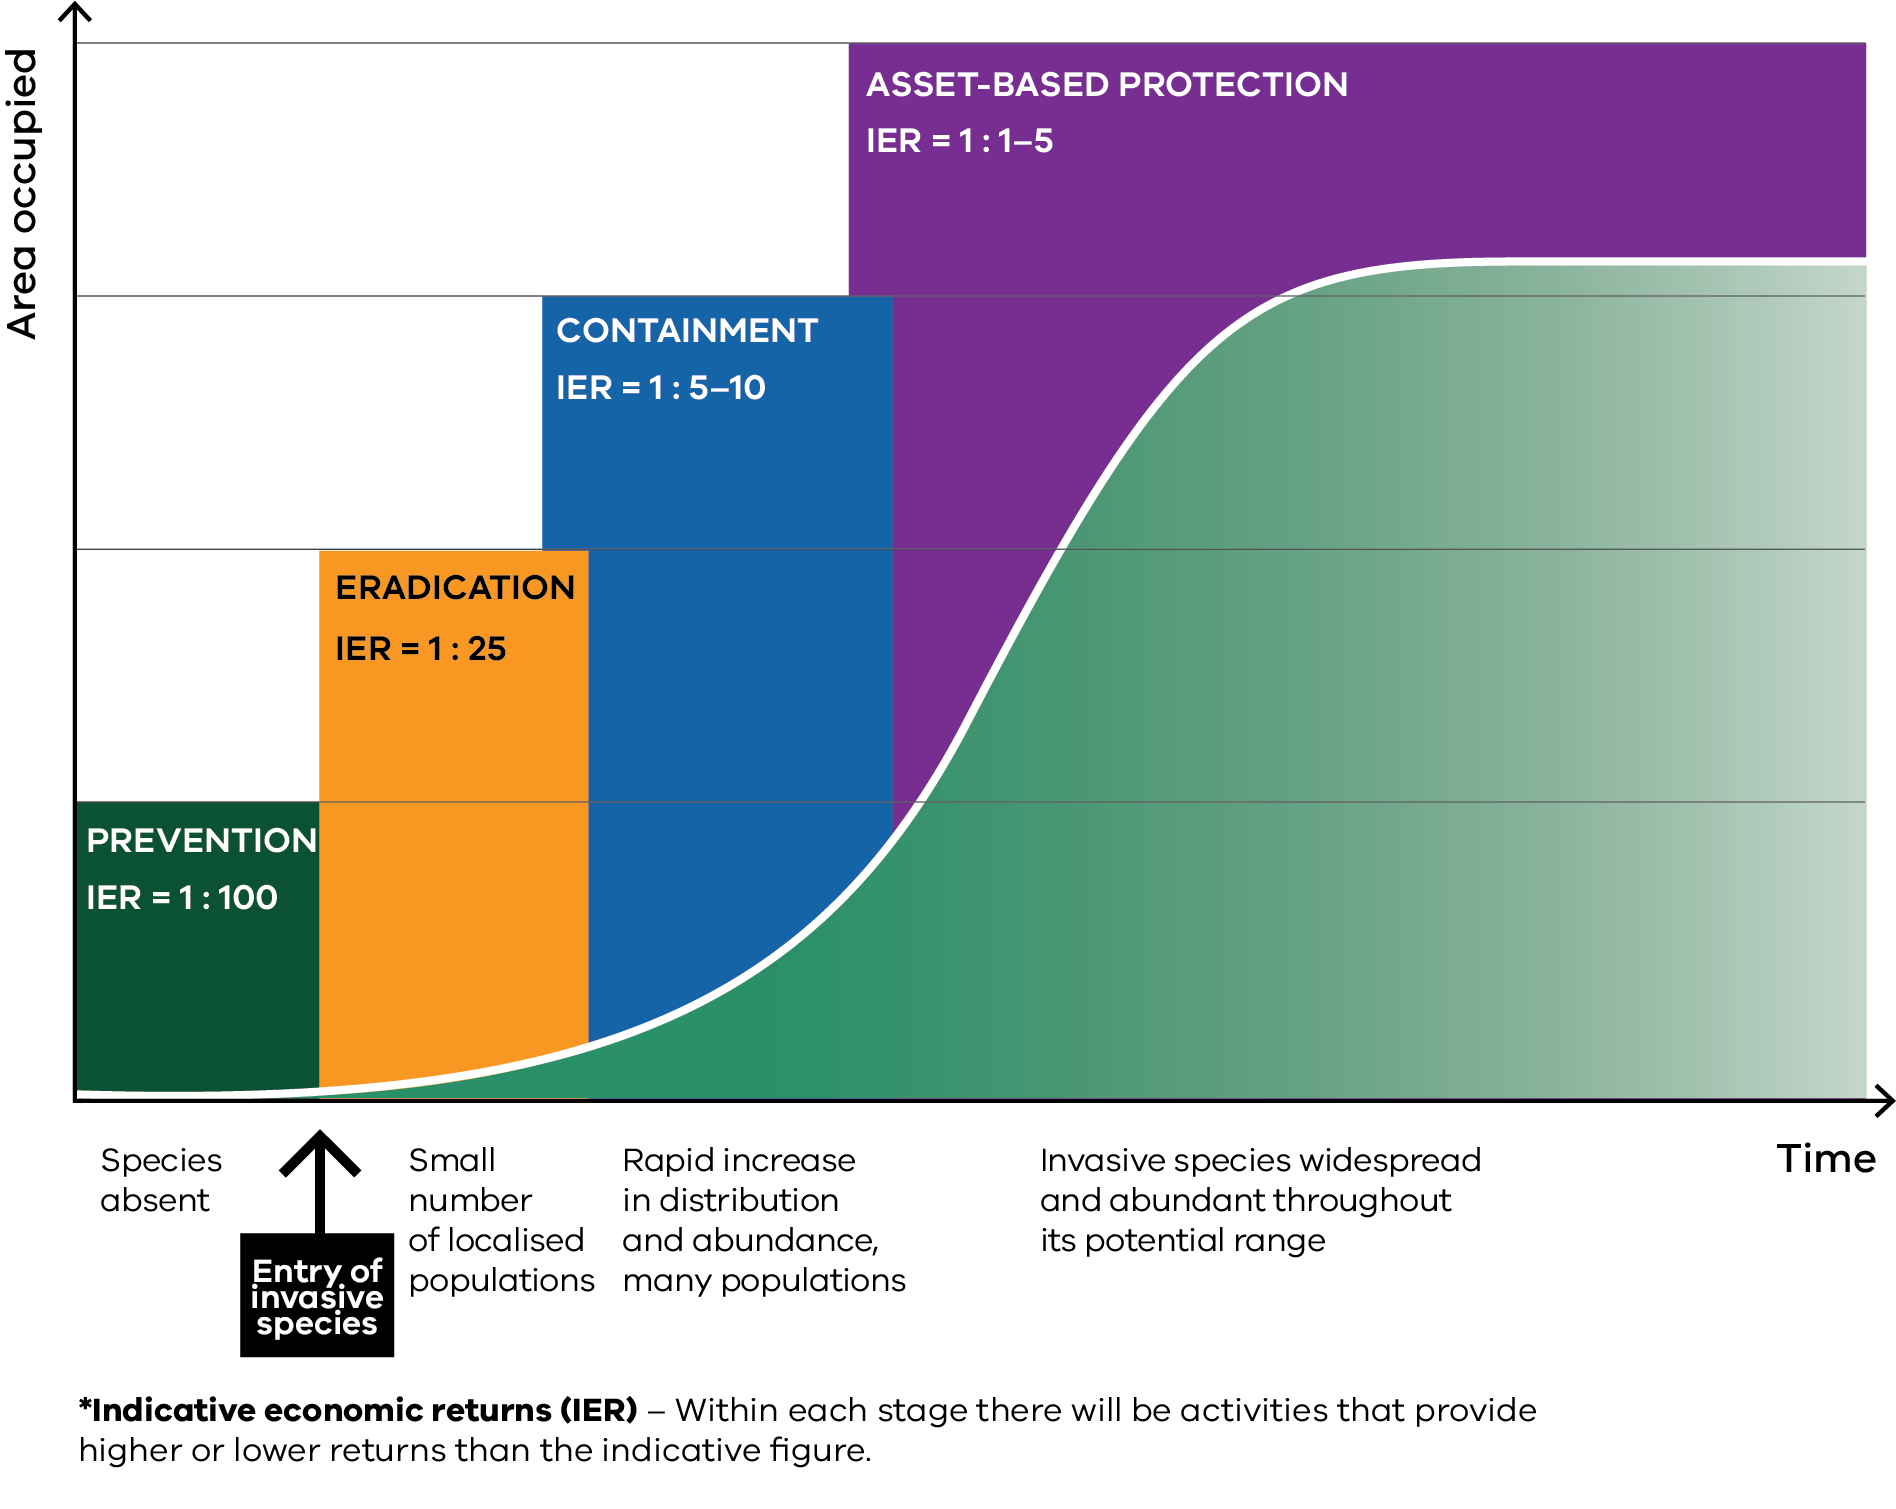 Area occupied
ASSET-BASED PROTECTION
IER = 1 : 1–5
CONTAINMENT
IER = 1 : 5–10
ERADICATION
IER = 1 : 25
PREVENTION
IER = 1 : 100
Species
absent
Entry of
invasive
species
Small
number
of localised
populations
Rapid increase
in distribution
and abundance,
many populations
Invasive species widespread
and abundant throughout
its potential range
Time
*Indicative economic returns (IER) – Within each stage there will be activities that provide
higher or lower returns than the indicative figure.